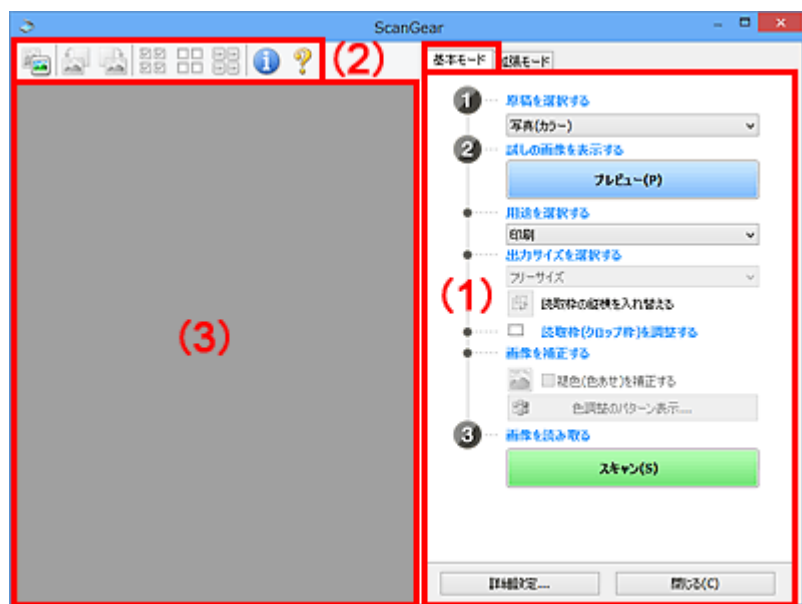 ScanGear
(2)
基本モード 拡張モード
1 原稿を選択する
写真(カラー)
2 試しの画像を表示する
プレビュー(P)
用途を選択する
印刷
出力サイズを選択する
フリーサイズ
(1)
読取枠の縦横を入れ替える
(3)
読取枠(クロップ枠)を調整する
画像を補正する
褪色(色あせ)を補正する
色調整のパターン表示....
3 画像を読み取る
スキャン(S)
詳細設定.... 閉じる(C)